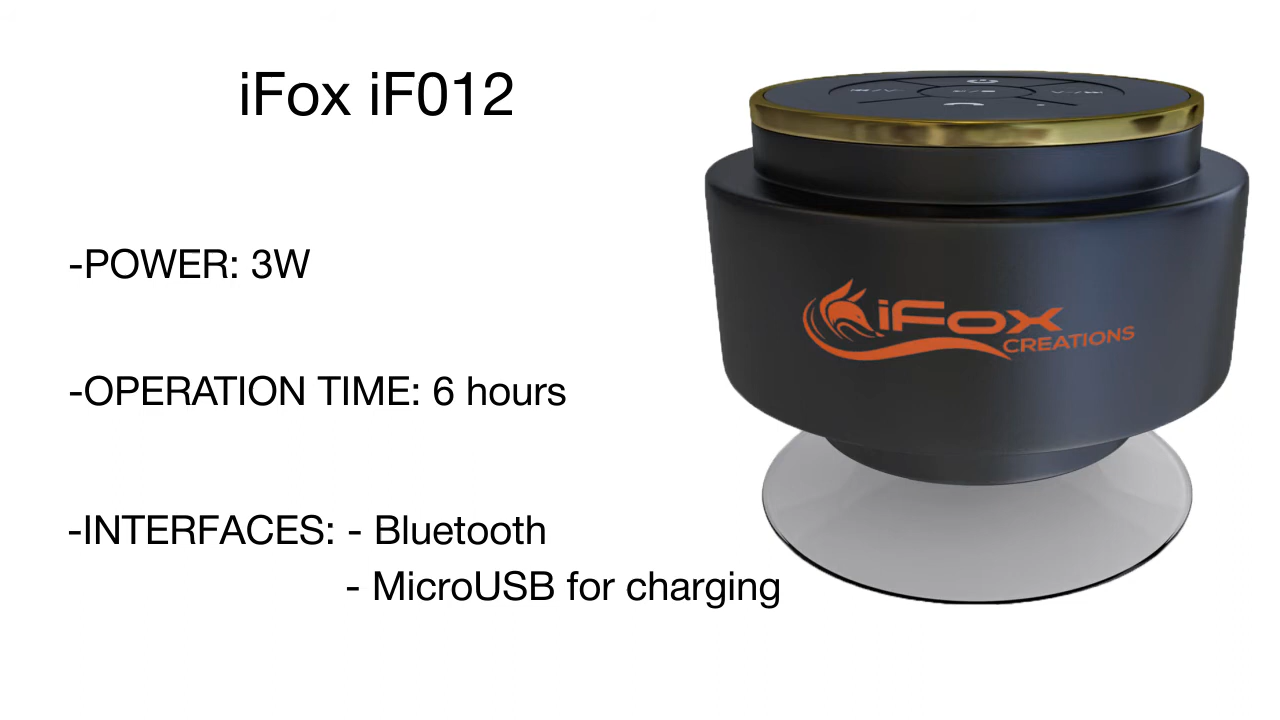 iFox iF012
-POWER: 3W
-OPERATION TIME: 6 hours
-INTERFACES: - Bluetooth
- MicroUSB for charging
iFox
CREATIONS